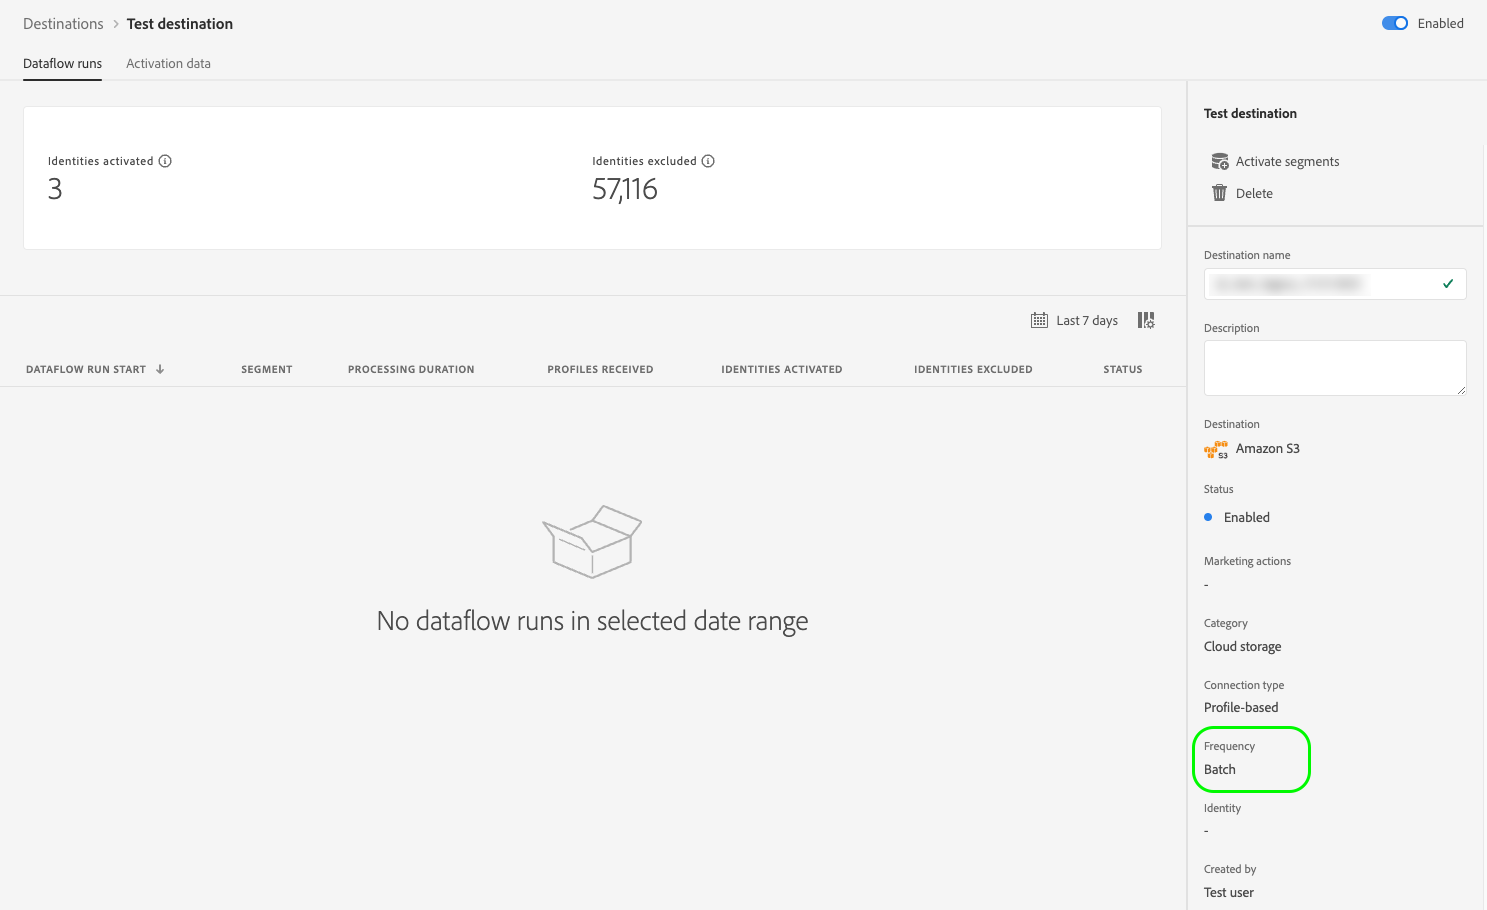 Destinations > Test destination
Enabled
Dataflow runs
Activation data
Identities activated
3
Identities excluded
57,116
Last 7 days
DATAFLOW RUN START
SEGMENT
PROCESSING DURATION
PROFILES RECEIVED
IDENTITIES ACTIVATED
IDENTITIES EXCLUDED
STATUS
No dataflow runs in selected date range
Test destination
Activate segments
Delete
Destination name
Description
Destination
S3 Amazon S3
Status
Enabled
Marketing actions
-
Category
Cloud storage
Connection type
Profile-based
Frequency
Batch
Identity
-
Created by
Test user